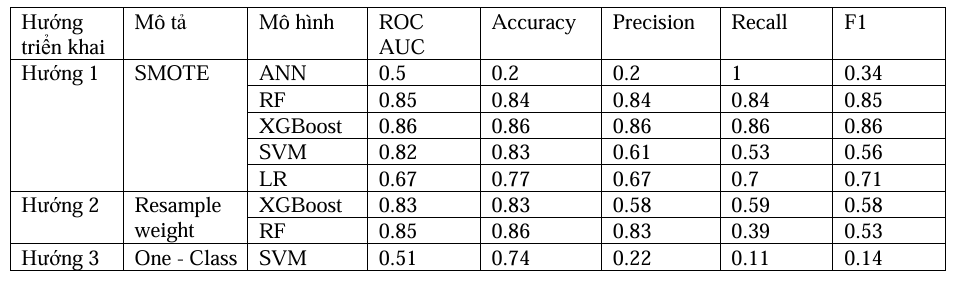 Hướng triển khai	Mô tả	Mô hình	ROC AUC	Accuracy	Precision	Recall	F1
Hướng 1	SMOTE	ANN	0.5	0.2	0.2	1	0.34
RF	0.85	0.84	0.84	0.84	0.85
XGBoost	0.86	0.86	0.86	0.86	0.86
SVM	0.82	0.83	0.61	0.53	0.56
LR	0.67	0.77	0.67	0.7	0.71
Hướng 2	Resample weight	XGBoost	0.83	0.83	0.58	0.59	0.58
RF	0.85	0.86	0.83	0.39	0.53
Hướng 3	One - Class	SVM	0.51	0.74	0.22	0.11	0.14